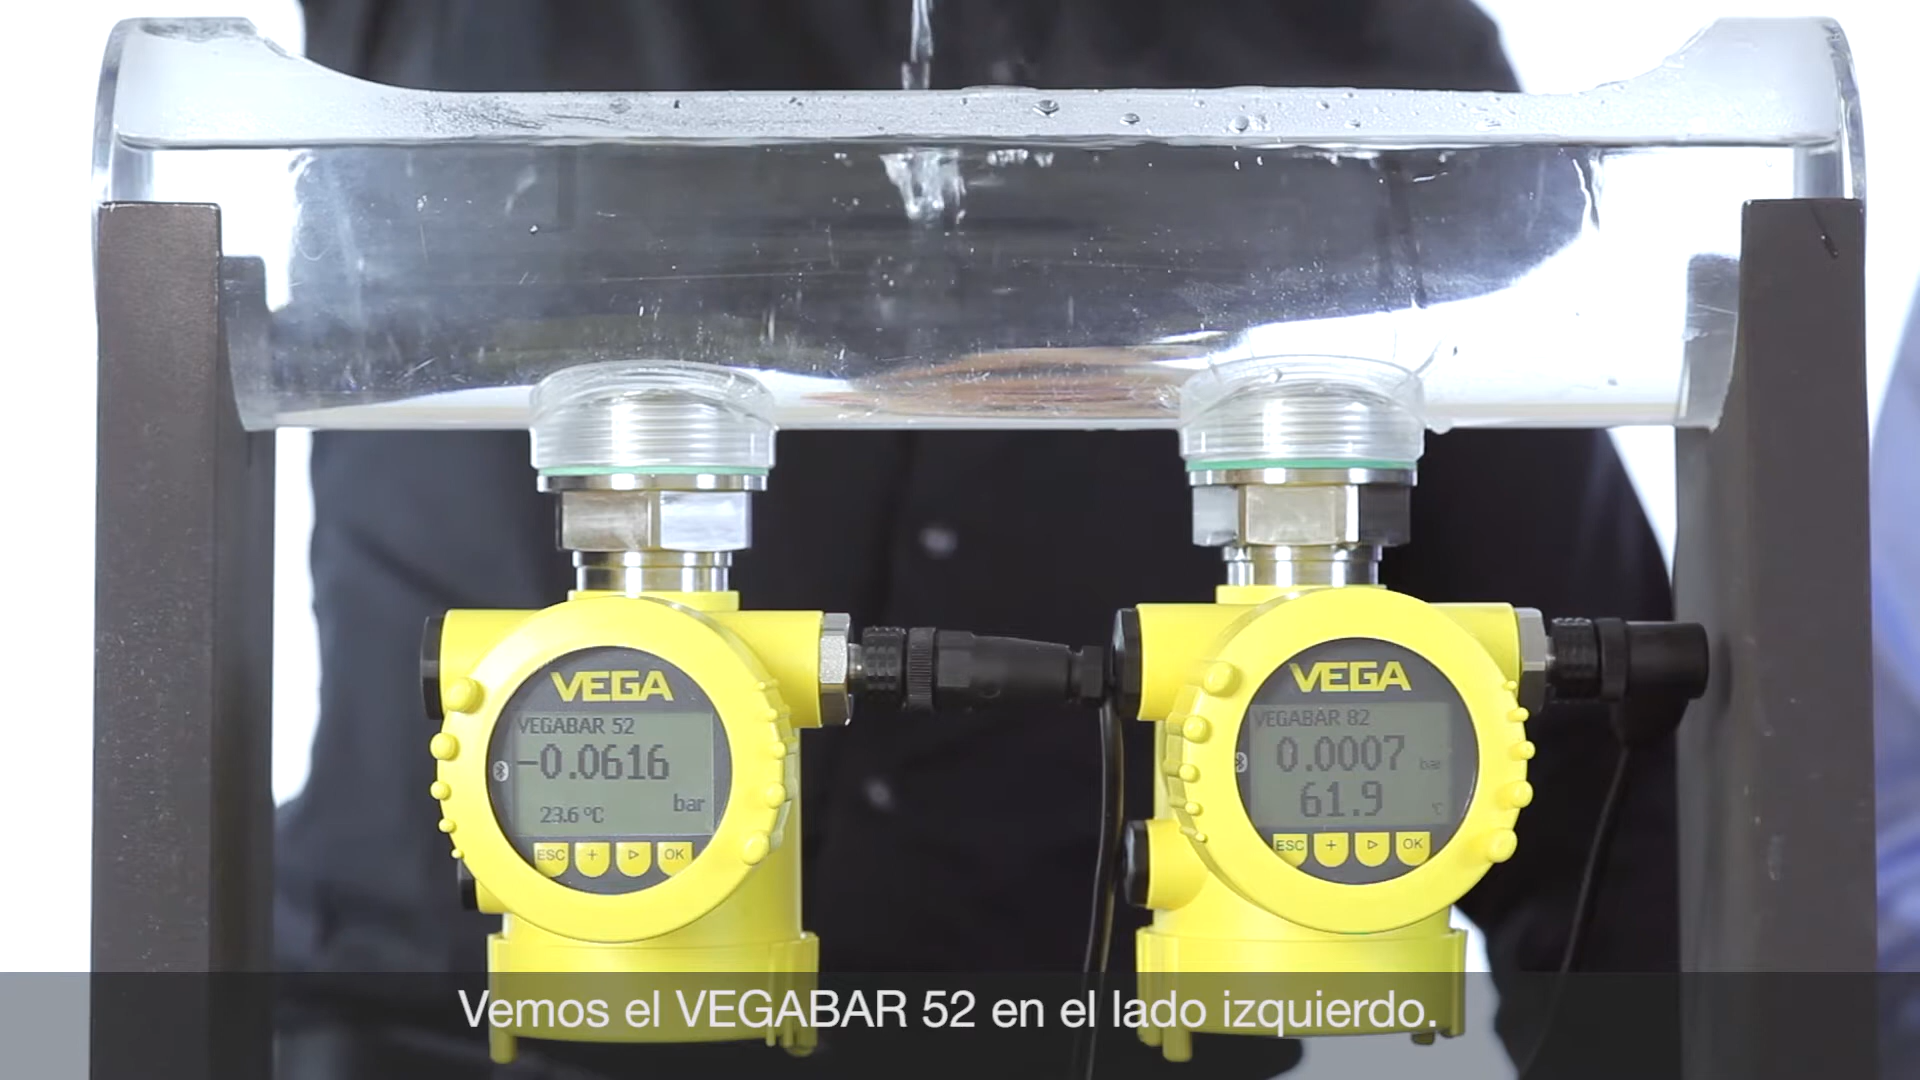 VEGA
VEGABAR 52
-0.0616
bar
23.6 °C
ESC + ▷ OK
VEGA
VEGABAR 82
0.0007 bar
61.9 °C
ESC + ▷ OK
Vemos el VEGABAR 52 en el lado izquierdo.